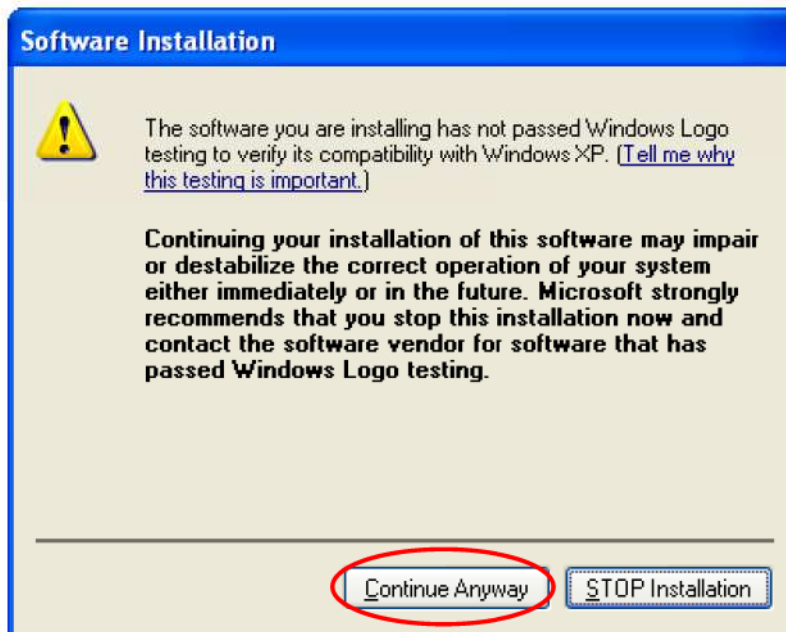 Software Installation
The software you are installing has not passed Windows Logo
testing to verify its compatibility with Windows XP. (Tell me why
this testing is important.)
Continuing your installation of this software may impair
or destabilize the correct operation of your system
either immediately or in the future. Microsoft strongly
recommends that you stop this installation now and
contact the software vendor for software that has
passed Windows Logo testing.
Continue Anyway
STOP Installation